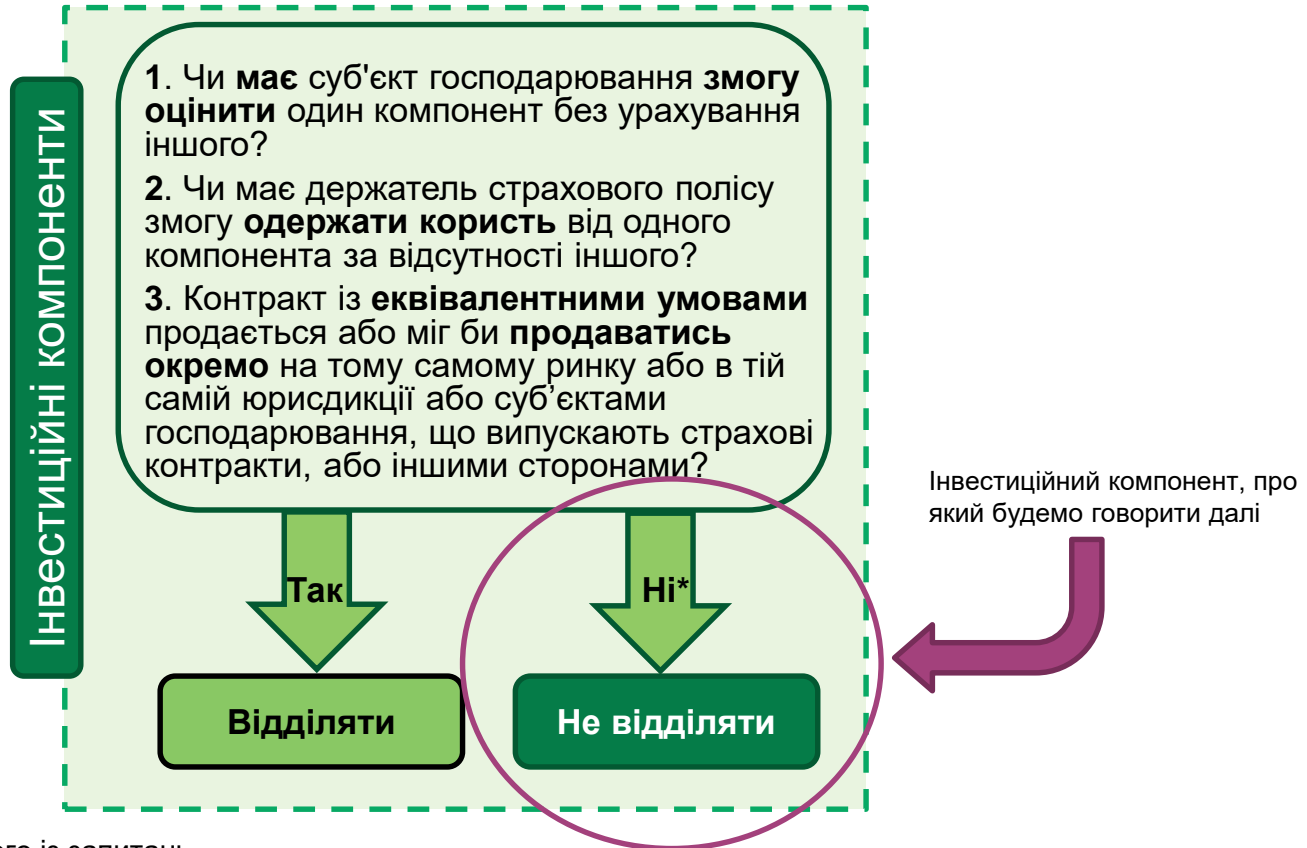 Інвестиційні компоненти
1. Чи має суб'єкт господарювання змогу
оцінити один компонент без урахування
іншого?
2. Чи має держатель страхового полісу
змогу одержати користь від одного
компонента за відсутності іншого?
3. Контракт із еквівалентними умовами
продається або міг би продаватись
окремо на тому самому ринку або в тій
самій юрисдикції або суб’єктами
господарювання, що випускають страхові
контракти, або іншими сторонами?
Інвестиційний компонент, про
який будемо говорити далі
Так
Ні*
Відділяти
Не відділяти